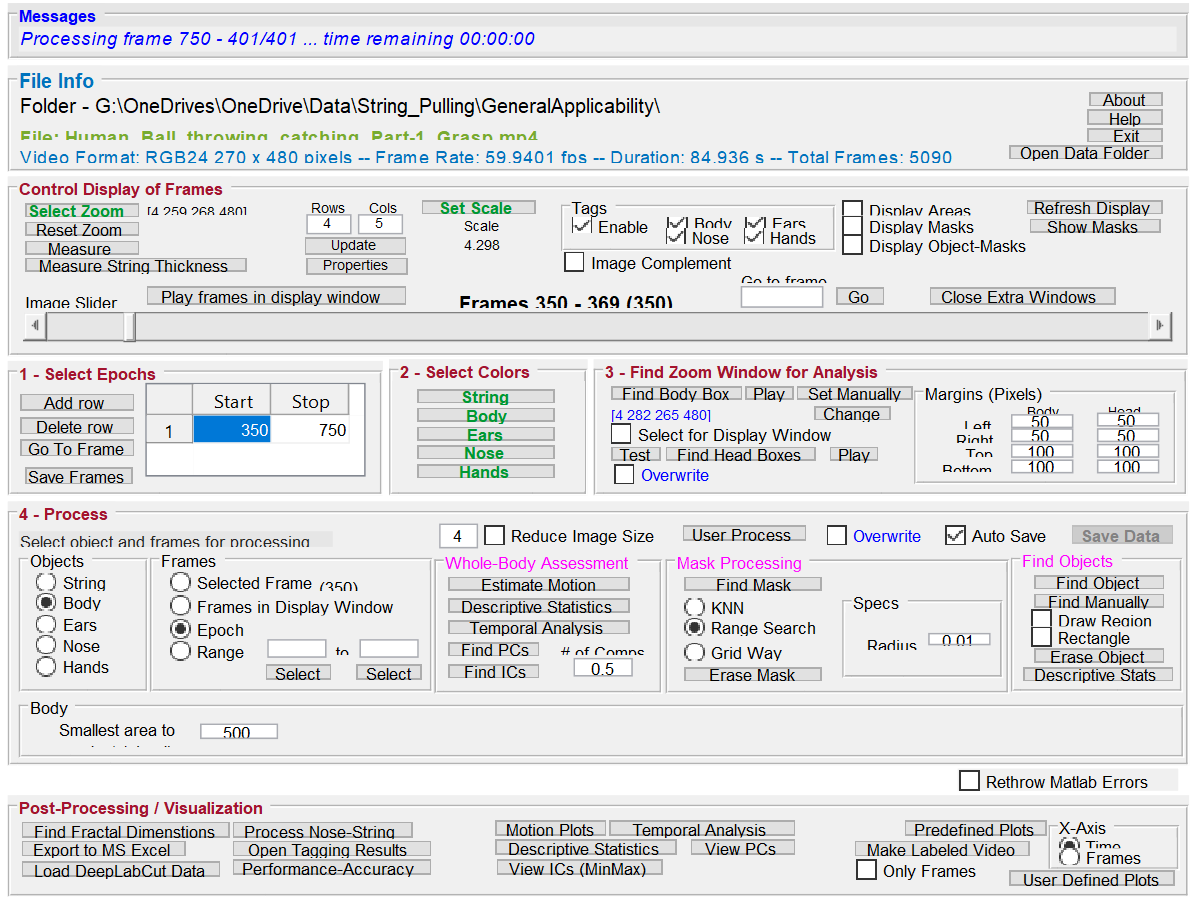 Messages
Processing frame 750 - 401/401 ... time remaining 00:00:00
File Info
Folder - G:\OneDrives\OneDrive\Data\String_Pulling\GeneralApplicability\
File: Human_Ball_throwing_catching_Part-1_Grasp.mp4
Video Format: RGB24 270 x 480 pixels -- Frame Rate: 59.9401 fps -- Duration: 84.936 s -- Total Frames: 5090
About
Help
Exit
Open Data Folder
Control Display of Frames
Select Zoom [4 259 268 480]
Reset Zoom
Measure
Measure String Thickness
Rows Cols
4 5
Update
Properties
Set Scale
Scale
4.298
Tags
Enable Body Ears
Nose Hands
Image Complement
Display Areas
Display Masks
Display Object-Masks
Refresh Display
Show Masks
Image Slider
Play frames in display window
Frames 350 - 369 (350)
Go to frame
Go
Close Extra Windows
1 - Select Epochs
Add row
Delete row
Go To Frame
Save Frames
Start Stop
1 350 750
2 - Select Colors
String
Body
Ears
Nose
Hands
3 - Find Zoom Window for Analysis
Find Body Box Play Set Manually
[4 282 265 480] Change
Select for Display Window
Test Find Head Boxes Play
Overwrite
Margins (Pixels)
Body Head
Left 50 50
Right 50 50
Top 100 100
Bottom 100 100
4 - Process
Select object and frames for processing
4 Reduce Image Size User Process Overwrite Auto Save Save Data
Objects
String
Body
Ears
Nose
Hands
Frames
Selected Frame (350)
Frames in Display Window
Epoch
Range to
Select Select
Whole-Body Assessment
Estimate Motion
Descriptive Statistics
Temporal Analysis
Find PCs # of Comps
Find ICs 0.5
Mask Processing
Find Mask
KNN
Range Search
Grid Way
Erase Mask
Specs
Radius 0.01
Find Objects
Find Object
Find Manually
Draw Region
Rectangle
Erase Object
Descriptive Stats
Body
Smallest area to
500
Rethrow Matlab Errors
Post-Processing / Visualization
Find Fractal Dimenstions Process Nose-String
Export to MS Excel Open Tagging Results
Load DeepLabCut Data Performance-Accuracy
Motion Plots Temporal Analysis
Descriptive Statistics View PCs
View ICs (MinMax)
Predefined Plots
Make Labeled Video
Only Frames
X-Axis
Time
Frames
User Defined Plots